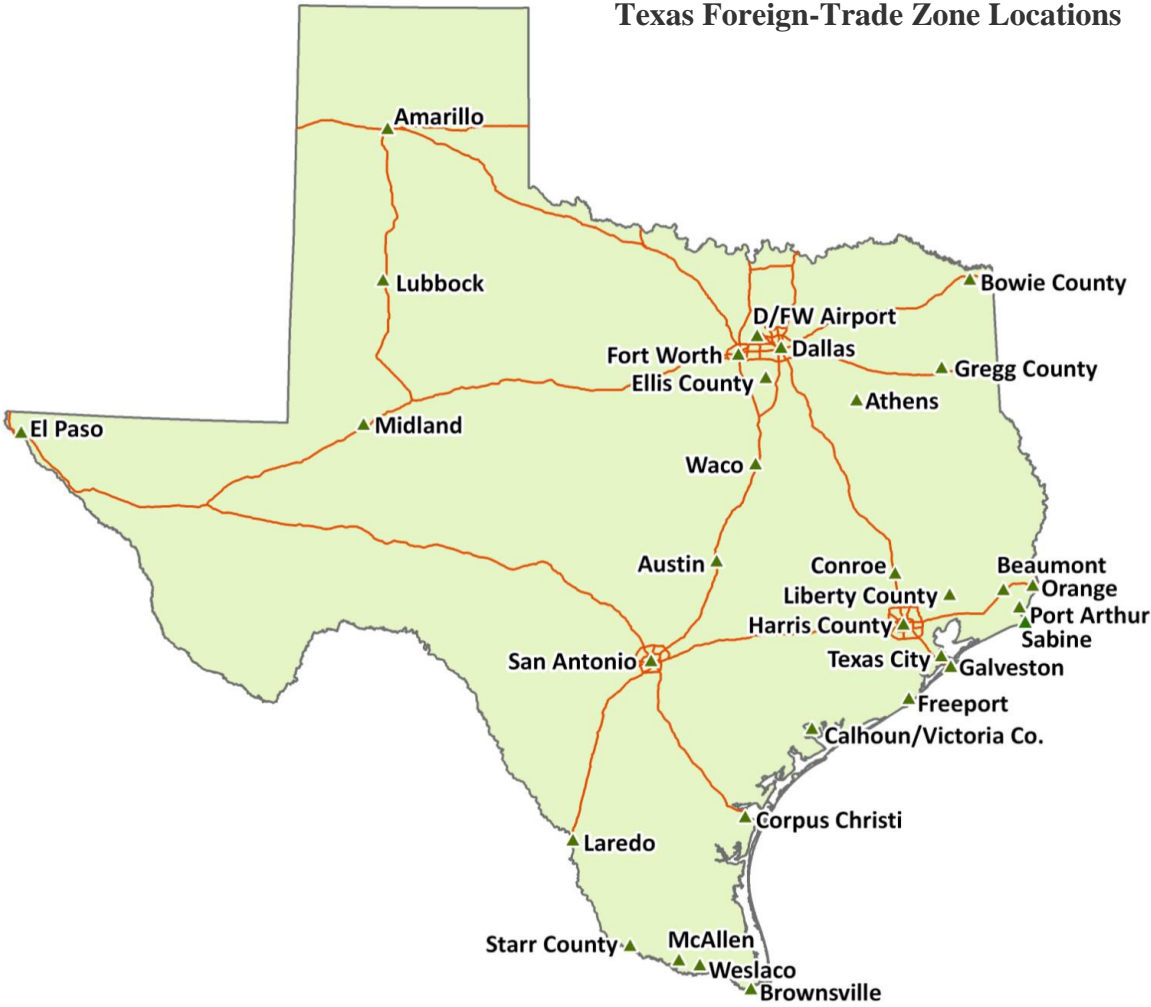 Texas Foreign-Trade Zone Locations
Amarillo
Lubbock
Bowie County
D/FW Airport
Fort Worth
Dallas
Ellis County
Gregg County
Athens
El Paso
Midland
Waco
Austin
Conroe
Beaumont
Liberty County
Orange
Harris County
Port Arthur
Sabine
San Antonio
Texas City
Galveston
Freeport
Calhoun/Victoria Co.
Corpus Christi
Laredo
Starr County
McAllen
Weslaco
Brownsville